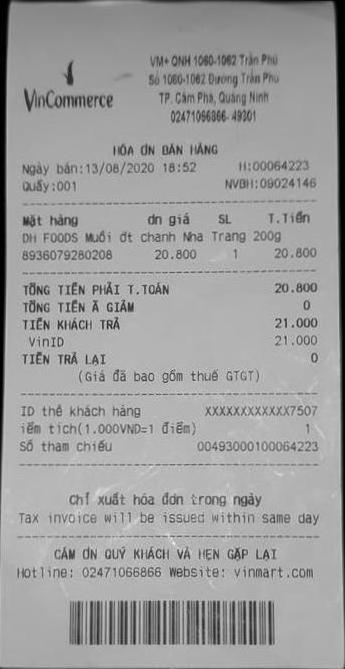 VinCommerce
VM+ QNH 1060-1062 Trần Phú
Số 1060-1062 Đường Trần Phú
TP. Cẩm Phả, Quảng Ninh
02471066866-49301
HÓA ƠN BÁN HÀNG
Ngày bán:13/08/2020 18:52 H:00064223
Quầy:001 NVBH:09024146
Mặt hàng đn giá SL T.Tiền
DH FOODS Muối ớt chanh Nha Trang 200g
8936079280208 20.800 1 20.800
TỔNG TIỀN PHẢI T.TOÁN 20.800
TỔNG TIỀN Ã GIẢM 0
TIỀN KHÁCH TRẢ 21.000
VinID 21.000
TIỀN TRẢ LẠI 0
(Giá đã bao gồm thuế GTGT)
ID thẻ khách hàng XXXXXXXXXXXX7507
iểm tích(1.000VND=1 điểm) 1
Số tham chiếu 00493000100064223
Chỉ xuất hóa đơn trong ngày
Tax invoice will be issued within same day
CẢM ƠN QUÝ KHÁCH VÀ HẸN GẶP LẠI
Hotline: 02471066866 Website: vinmart.com